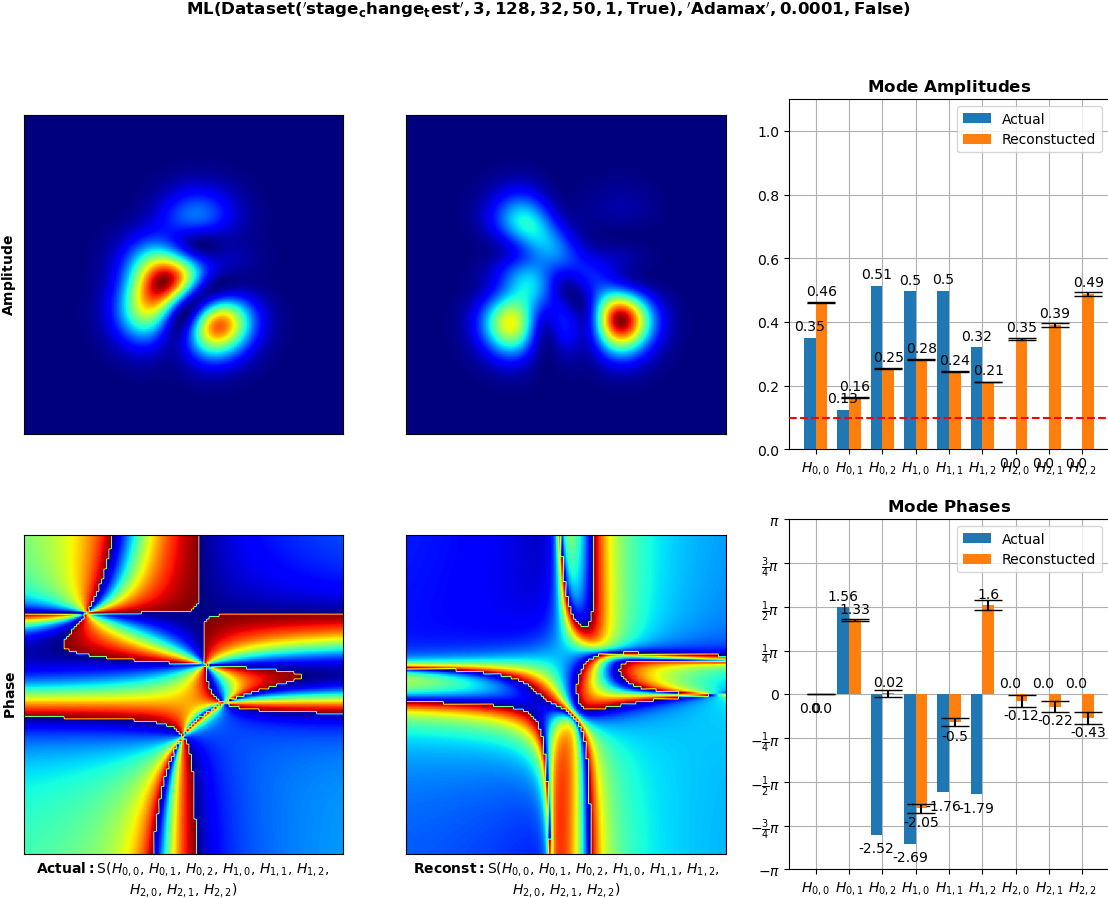 ML(Dataset('stage_change_test', 3, 128, 32, 50, 1, True), 'Adamax', 0.0001, False)
Amplitude
Mode Amplitudes
Actual
Reconstucted
1.0
0.8
0.6
0.4
0.2
0.0
0.35
0.46
0.13
0.16
0.51
0.25
0.5
0.28
0.5
0.24
0.32
0.21
0.0
0.35
0.0
0.39
0.0
0.49
H0,0 H0,1 H0,2 H1,0 H1,1 H1,2 H2,0 H2,1 H2,2
Phase
Mode Phases
Actual
Reconstucted
π
3/4π
1/2π
1/4π
0
−1/4π
−1/2π
−3/4π
−π
0.0
0.0
1.56
1.33
-2.52
0.02
-2.69
-2.05
-1.76
-0.5
-1.79
1.6
0.0
-0.12
0.0
-0.22
0.0
-0.43
H0,0 H0,1 H0,2 H1,0 H1,1 H1,2 H2,0 H2,1 H2,2
Actual: S(H0,0, H0,1, H0,2, H1,0, H1,1, H1,2,
H2,0, H2,1, H2,2)
Reconst: S(H0,0, H0,1, H0,2, H1,0, H1,1, H1,2,
H2,0, H2,1, H2,2)